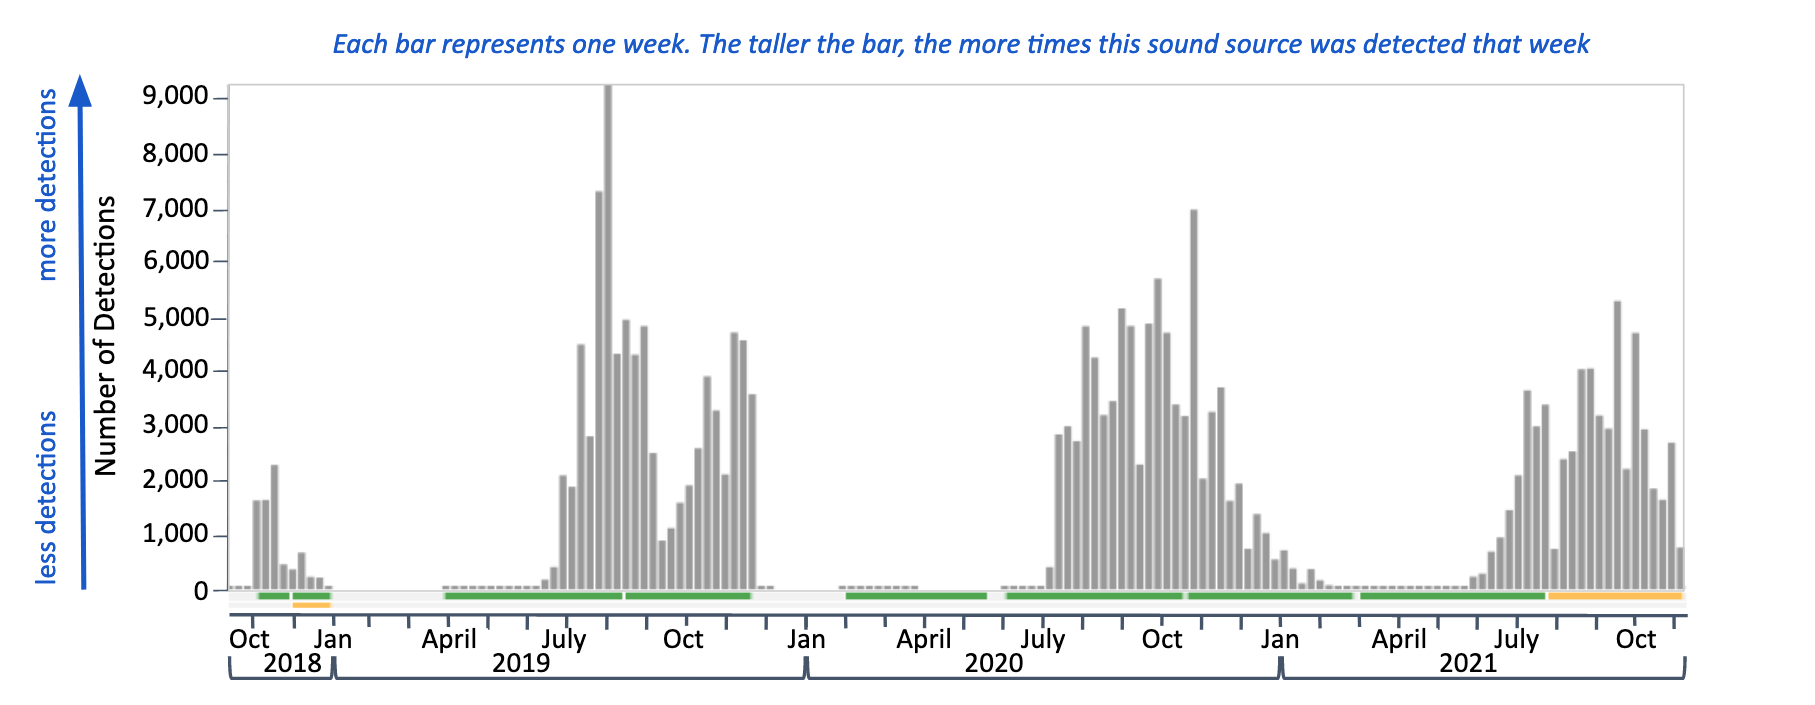 Each bar represents one week. The taller the bar, the more times this sound source was detected that week
more detections
less detections
Number of Detections
9,000
8,000
7,000
6,000
5,000
4,000
3,000
2,000
1,000
0
Oct Jan April July Oct Jan April July Oct Jan April July Oct
2018 2019 2020 2021